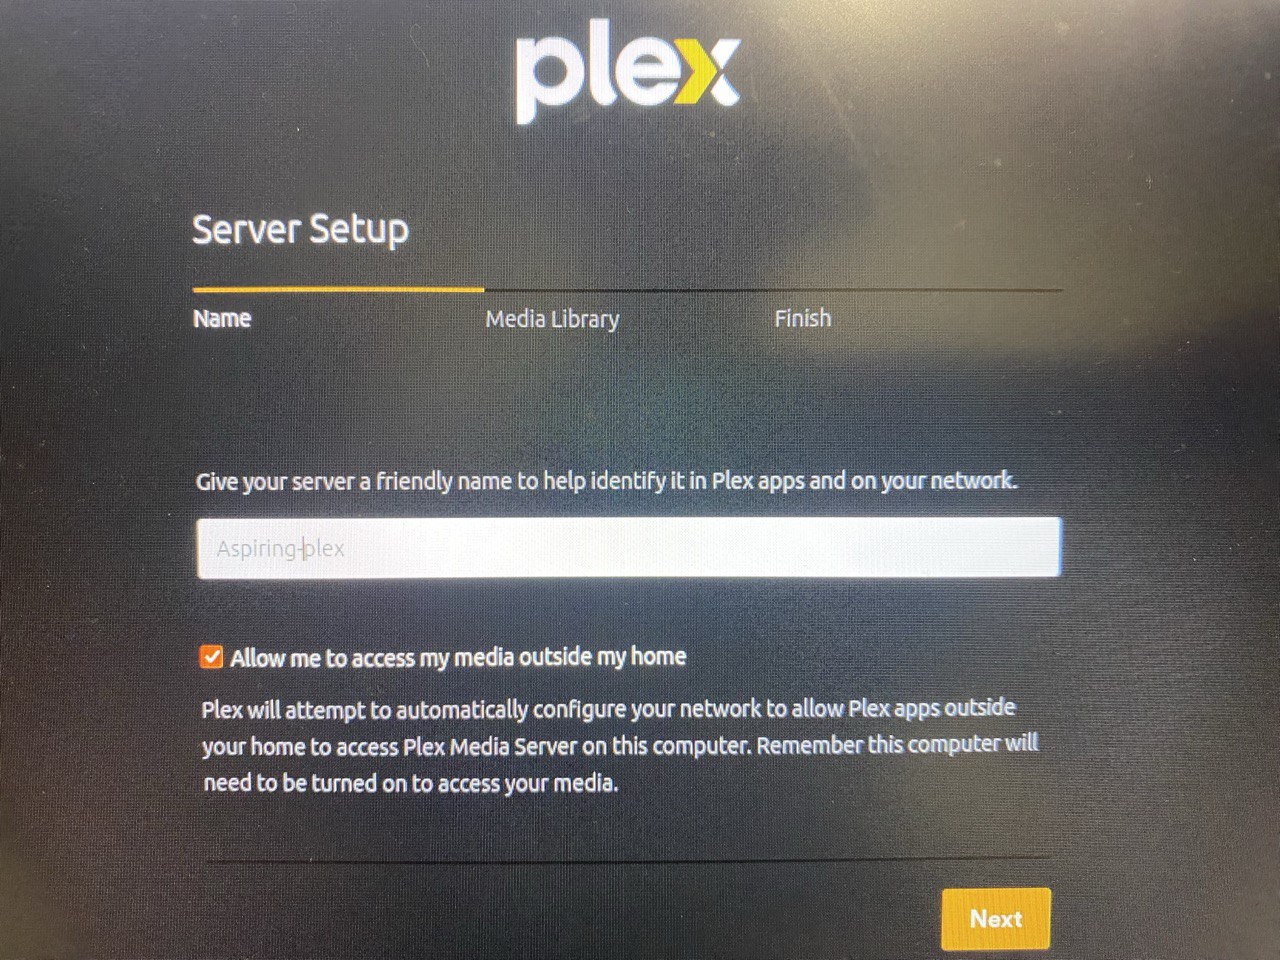 plex
Server Setup
Name
Media Library
Finish
Give your server a friendly name to help identify it in Plex apps and on your network.
Aspiring-plex
Allow me to access my media outside my home
Plex will attempt to automatically configure your network to allow Plex apps outside
your home to access Plex Media Server on this computer. Remember this computer will
need to be turned on to access your media.
Next